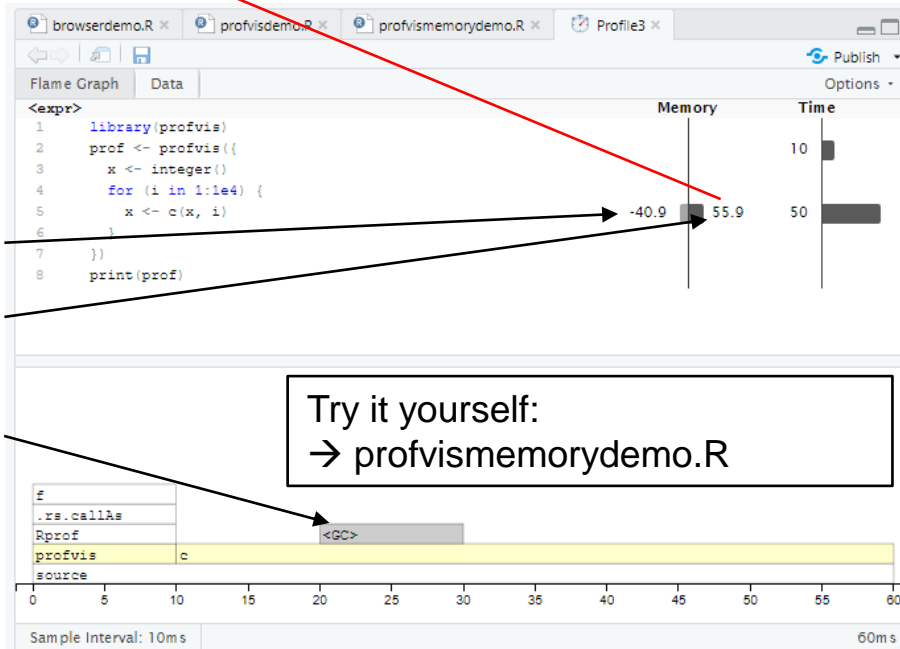 browserdemo.R × profvisdemo.R × profvismemorydemo.R × Profile3 ×
Publish
Flame Graph Data Options
<expr> Memory Time
1 library(profvis)
2 prof <- profvis({ 10
3 x <- integer()
4 for (i in 1:1e4) {
5 x <- c(x, i) -40.9 55.9 50
6 }
7 })
8 print(prof)
Try it yourself:
→ profvismemorydemo.R
f
.rs.callAs
Rprof <GC>
profvis c
source
0 5 10 15 20 25 30 35 40 45 50 55 60
Sample Interval: 10ms 60ms